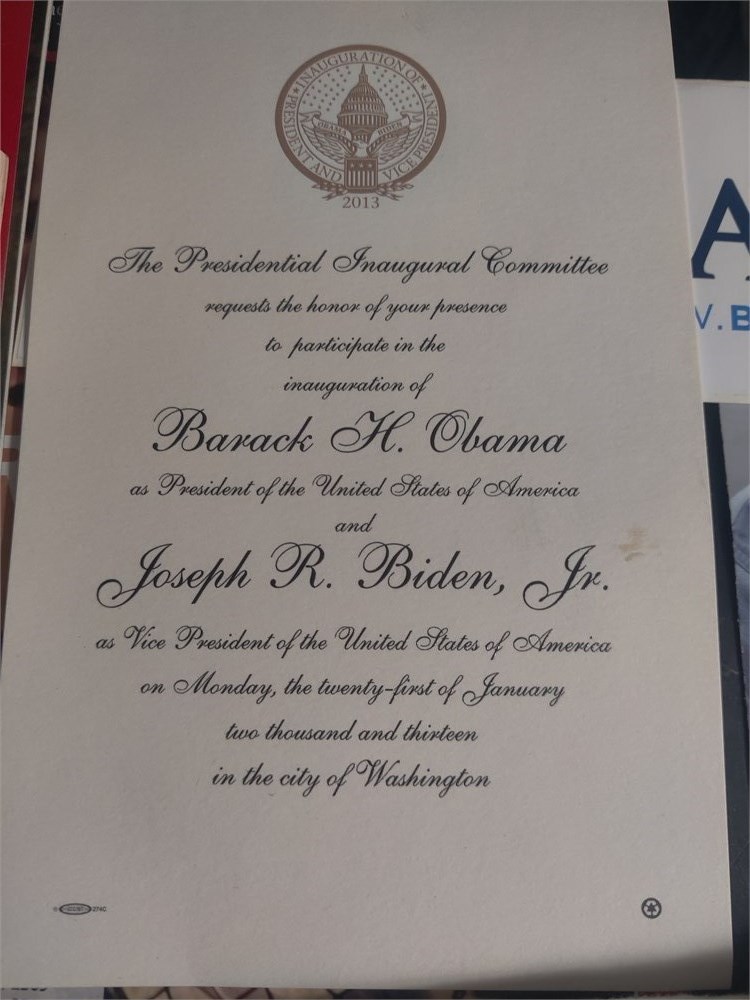 INAUGURATION OF
PRESIDENT AND
VICE PRESIDENT
OBAMA BIDEN
2013
The Presidential Inaugural Committee
requests the honor of your presence
to participate in the
inauguration of
Barack H. Obama
as President of the United States of America
and
Joseph R. Biden, Jr.
as Vice President of the United States of America
on Monday, the twenty-first of January
two thousand and thirteen
in the city of Washington
274C
A
V.B